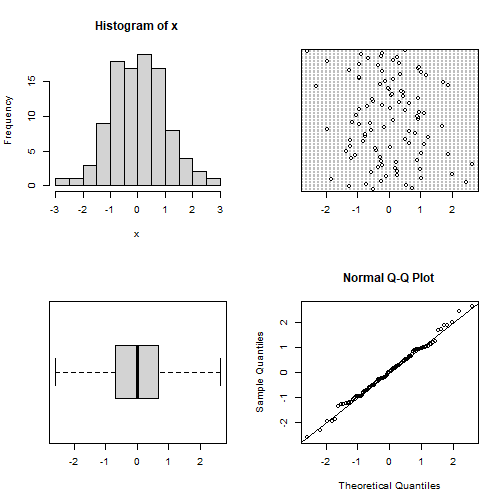 Histogram of x
Frequency
15
10
5
0
-3 -2 -1 0 1 2 3
x
-2 -1 0 1 2
-2 -1 0 1 2
Normal Q-Q Plot
Sample Quantiles
2
1
0
-1
-2
-2 -1 0 1 2
Theoretical Quantiles